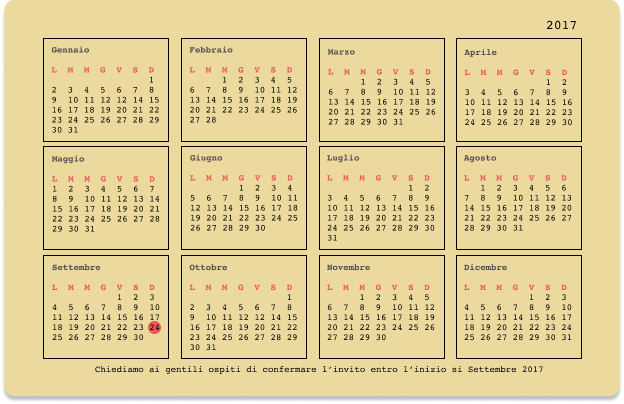 2017
Gennaio
L M M G V S D
1
2 3 4 5 6 7 8
9 10 11 12 13 14 15
16 17 18 19 20 21 22
23 24 25 26 27 28 29
30 31
Febbraio
L M M G V S D
1 2 3 4 5
6 7 8 9 10 11 12
13 14 15 16 17 18 19
20 21 22 23 24 25 26
27 28
Marzo
L M M G V S D
1 2 3 4 5
6 7 8 9 10 11 12
13 14 15 16 17 18 19
20 21 22 23 24 25 26
27 28 29 30 31
Aprile
L M M G V S D
1 2
3 4 5 6 7 8 9
10 11 12 13 14 15 16
17 18 19 20 21 22 23
24 25 26 27 28 29 30
Maggio
L M M G V S D
1 2 3 4 5 6 7
8 9 10 11 12 13 14
15 16 17 18 19 20 21
22 23 24 25 26 27 28
29 30 31
Giugno
L M M G V S D
1 2 3 4
5 6 7 8 9 10 11
12 13 14 15 16 17 18
19 20 21 22 23 24 25
26 27 28 29 30
Luglio
L M M G V S D
1 2
3 4 5 6 7 8 9
10 11 12 13 14 15 16
17 18 19 20 21 22 23
24 25 26 27 28 29 30
31
Agosto
L M M G V S D
1 2 3 4 5 6
7 8 9 10 11 12 13
14 15 16 17 18 19 20
21 22 23 24 25 26 27
28 29 30 31
Settembre
L M M G V S D
1 2 3
4 5 6 7 8 9 10
11 12 13 14 15 16 17
18 19 20 21 22 23 24
25 26 27 28 29 30
Ottobre
L M M G V S D
1
2 3 4 5 6 7 8
9 10 11 12 13 14 15
16 17 18 19 20 21 22
23 24 25 26 27 28 29
30 31
Novembre
L M M G V S D
1 2 3 4 5
6 7 8 9 10 11 12
13 14 15 16 17 18 19
20 21 22 23 24 25 26
27 28 29 30
Dicembre
L M M G V S D
1 2 3
4 5 6 7 8 9 10
11 12 13 14 15 16 17
18 19 20 21 22 23 24
25 26 27 28 29 30 31
Chiediamo ai gentili ospiti di confermare l'invito entro l'inizio si Settembre 2017